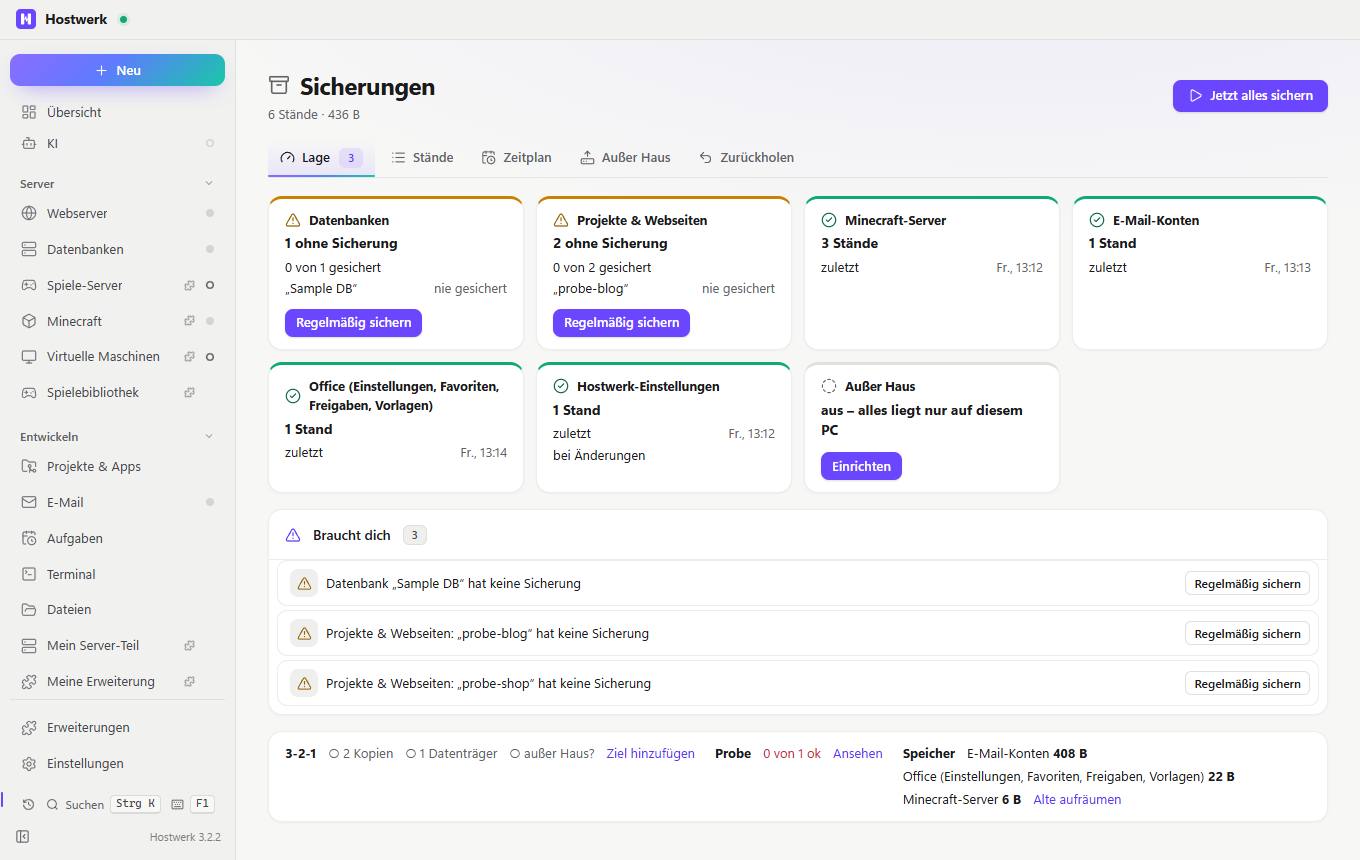 Hostwerk
Neu
Übersicht
KI
Server
Webserver
Datenbanken
Spiele-Server
Minecraft
Virtuelle Maschinen
Spielebibliothek
Entwickeln
Projekte & Apps
E-Mail
Aufgaben
Terminal
Dateien
Mein Server-Teil
Meine Erweiterung
Erweiterungen
Einstellungen
Suchen Strg K F1
Hostwerk 3.2.2
Sicherungen
6 Stände · 436 B
Jetzt alles sichern
Lage 3 Stände Zeitplan Außer Haus Zurückholen
Datenbanken
1 ohne Sicherung
0 von 1 gesichert
„Sample DB“ nie gesichert
Regelmäßig sichern
Projekte & Webseiten
2 ohne Sicherung
0 von 2 gesichert
„probe-blog“ nie gesichert
Regelmäßig sichern
Minecraft-Server
3 Stände
zuletzt Fr., 13:12
E-Mail-Konten
1 Stand
zuletzt Fr., 13:13
Office (Einstellungen, Favoriten,
Freigaben, Vorlagen)
1 Stand
zuletzt Fr., 13:14
Hostwerk-Einstellungen
1 Stand
zuletzt Fr., 13:12
bei Änderungen
Außer Haus
aus – alles liegt nur auf diesem
PC
Einrichten
Braucht dich 3
Datenbank „Sample DB“ hat keine Sicherung Regelmäßig sichern
Projekte & Webseiten: „probe-blog“ hat keine Sicherung Regelmäßig sichern
Projekte & Webseiten: „probe-shop“ hat keine Sicherung Regelmäßig sichern
3-2-1 2 Kopien 1 Datenträger außer Haus? Ziel hinzufügen Probe 0 von 1 ok Ansehen Speicher E-Mail-Konten 408 B
Office (Einstellungen, Favoriten, Freigaben, Vorlagen) 22 B
Minecraft-Server 6 B Alte aufräumen